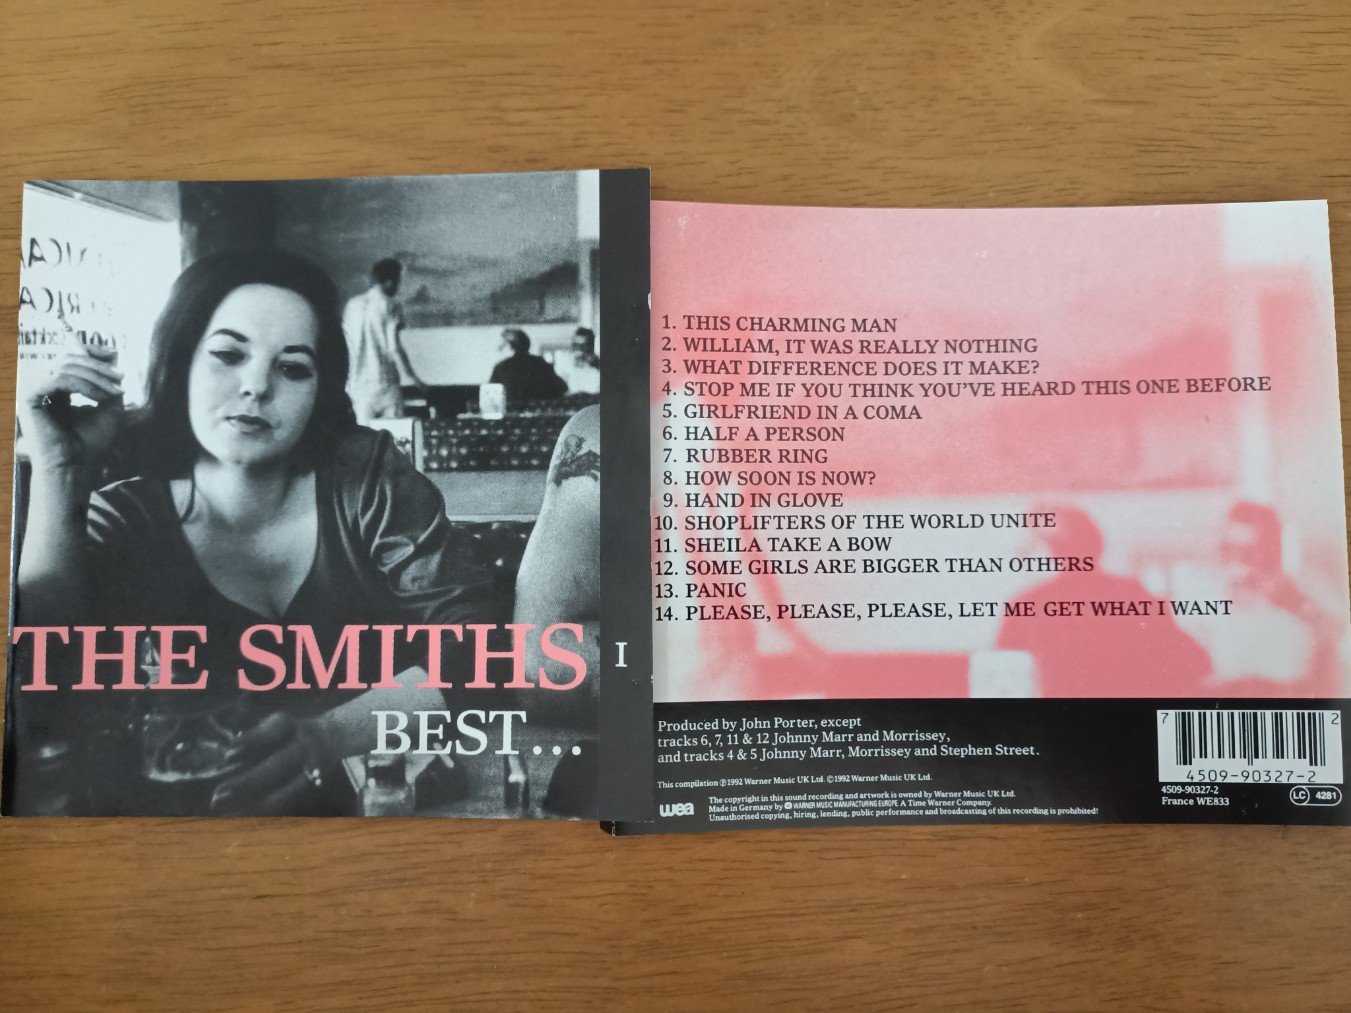 THE SMITHS
BEST...
I
1. THIS CHARMING MAN
2. WILLIAM, IT WAS REALLY NOTHING
3. WHAT DIFFERENCE DOES IT MAKE?
4. STOP ME IF YOU THINK YOU'VE HEARD THIS ONE BEFORE
5. GIRLFRIEND IN A COMA
6. HALF A PERSON
7. RUBBER RING
8. HOW SOON IS NOW?
9. HAND IN GLOVE
10. SHOPLIFTERS OF THE WORLD UNITE
11. SHEILA TAKE A BOW
12. SOME GIRLS ARE BIGGER THAN OTHERS
13. PANIC
14. PLEASE, PLEASE, PLEASE, LET ME GET WHAT I WANT
Produced by John Porter, except
tracks 6, 7, 11 & 12 Johnny Marr and Morrissey,
and tracks 4 & 5 Johnny Marr, Morrissey and Stephen Street.
This compilation ℗1992 Warner Music UK Ltd. ©1992 Warner Music UK Ltd.
wea
The copyright in this sound recording and artwork is owned by Warner Music UK Ltd.
Made in Germany by WARNER MUSIC MANUFACTURING EUROPE. A Time Warner Company.
Unauthorised copying, hiring, lending, public performance and broadcasting of this recording is prohibited!
7 4509-90327-2 2
4509-90327-2
France WE833
LC 4281